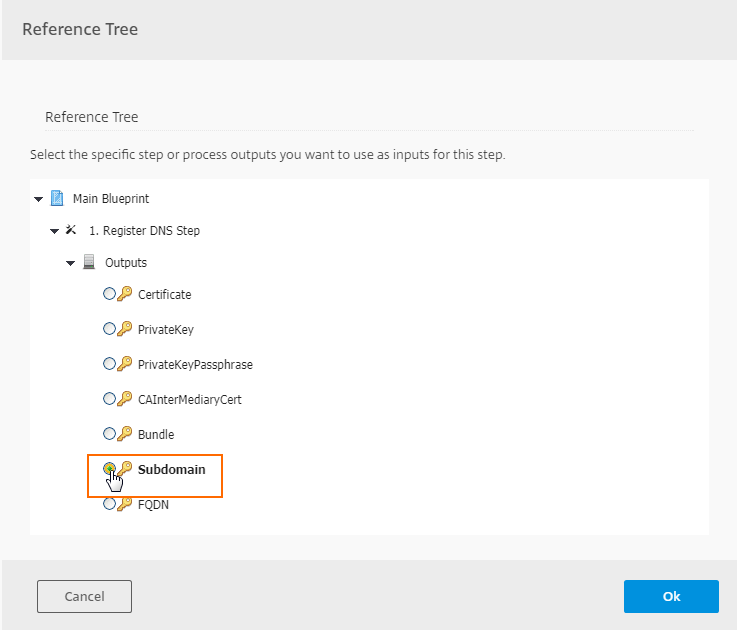 Reference Tree
Reference Tree
Select the specific step or process outputs you want to use as inputs for this step.
Main Blueprint
1. Register DNS Step
Outputs
Certificate
PrivateKey
PrivateKeyPassphrase
CAInterMediaryCert
Bundle
Subdomain
FQDN
Cancel
Ok